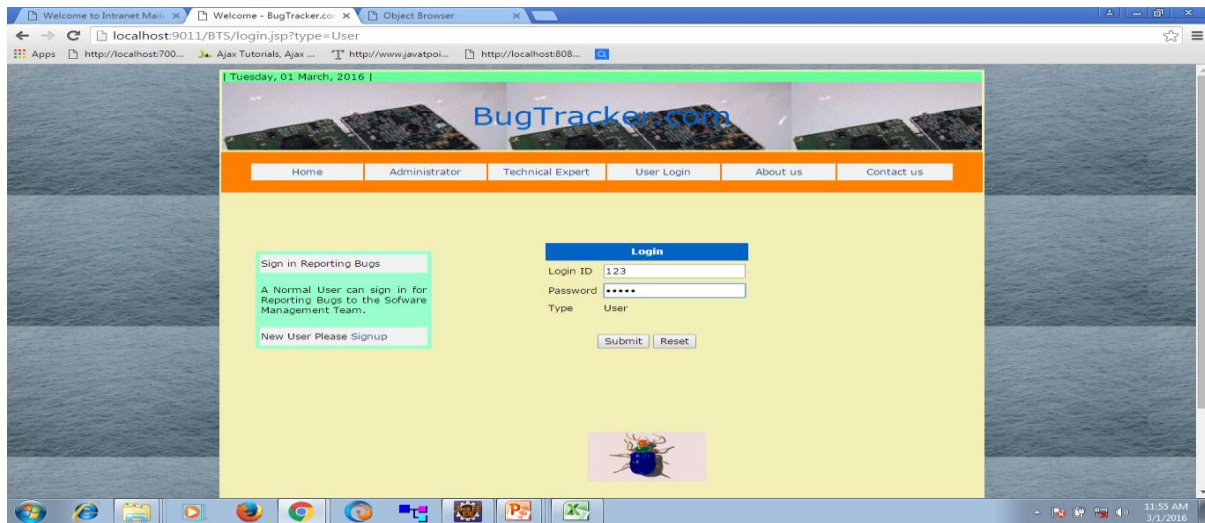 Welcome to Intranet Maili
Welcome - BugTracker.co
Object Browser
localhost:9011/BTS/login.jsp?type=User
Apps
http://localhost:700...
Ajax Tutorials, Ajax ...
http://www.javatpoi...
http://localhost:808...
| Tuesday, 01 March, 2016 |
BugTracker.com
Home
Administrator
Technical Expert
User Login
About us
Contact us
Login
Sign in Reporting Bugs
Login ID 123
A Normal User can sign in for
Reporting Bugs to the Sofware
Management Team.
Password •••••
Type User
New User Please Signup
Submit Reset
11:55 AM
3/1/2016